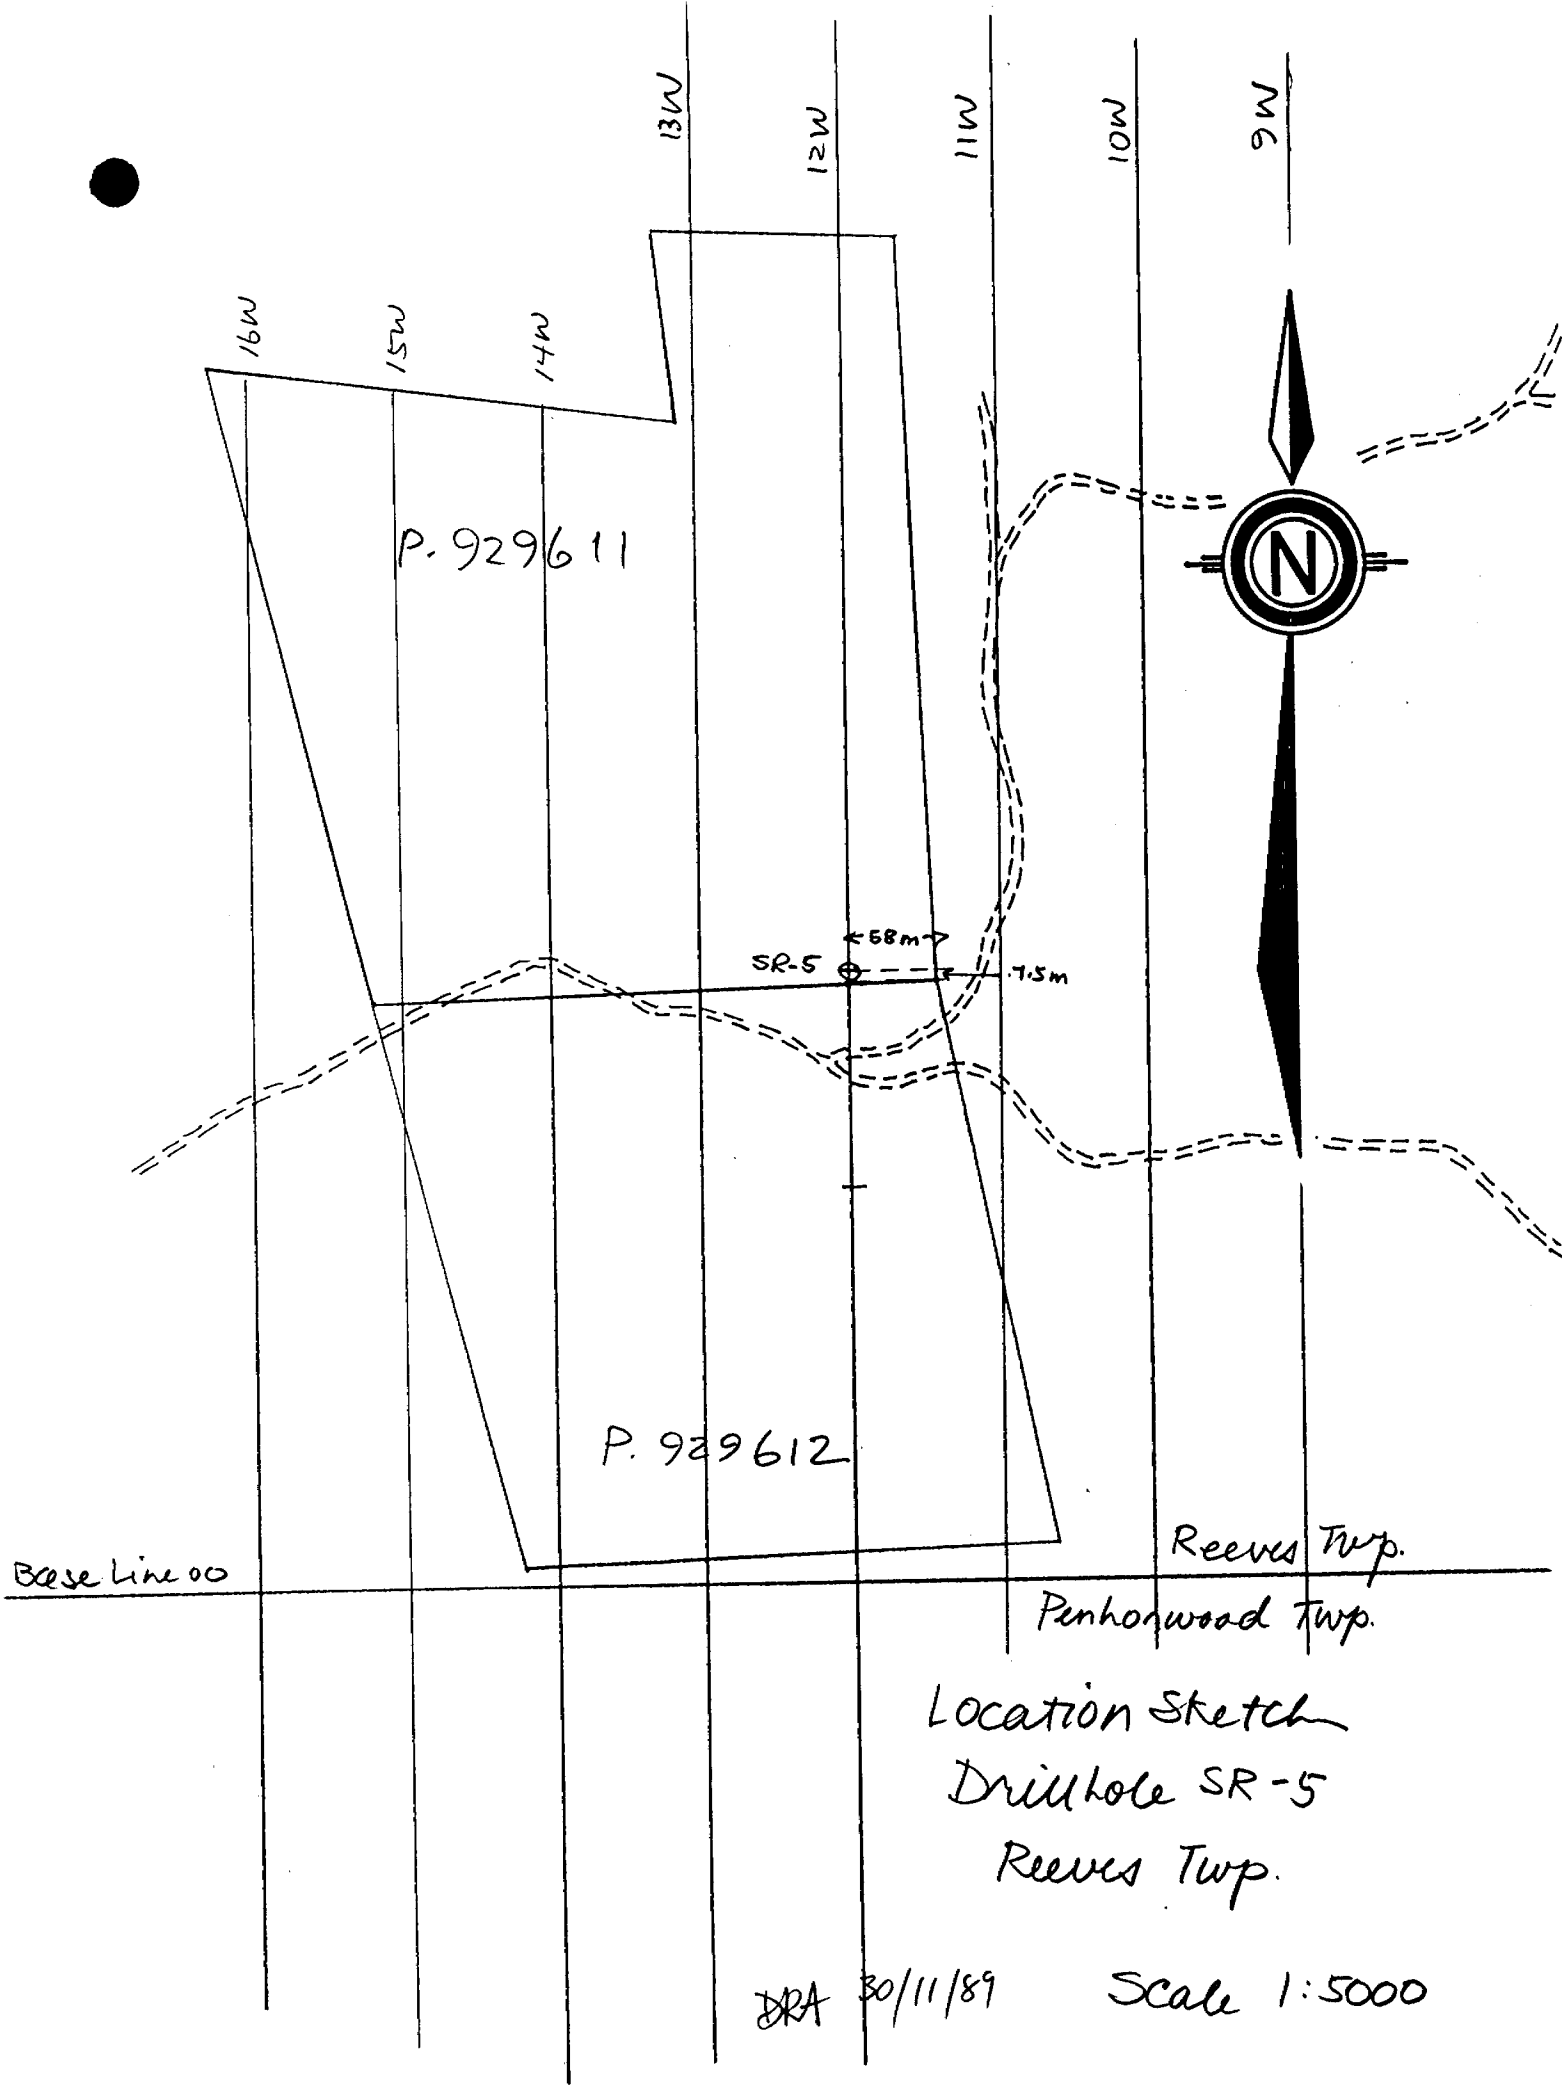 13W
12W
11W
10W
9W
16W
15W
14W
P. 929611
N
58m
SR-5
7.5m
P. 929612
Base Line 00
Reeves Twp.
Penhorwood Twp.
Location Sketch
Drillhole SR-5
Reeves Twp.
DRA 30/11/89
Scale 1:5000